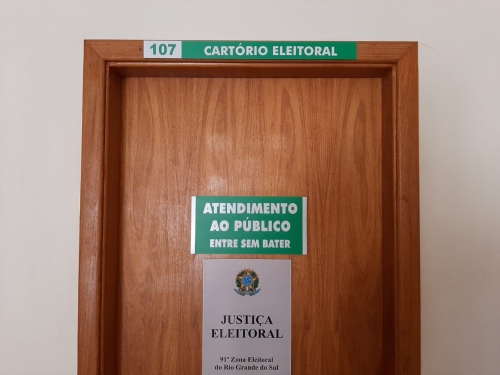 107 CARTÓRIO ELEITORAL
ATENDIMENTO
AO PÚBLICO
ENTRE SEM BATER
JUSTIÇA
ELEITORAL
91ª Zona Eleitoral
do Rio Grande do Sul